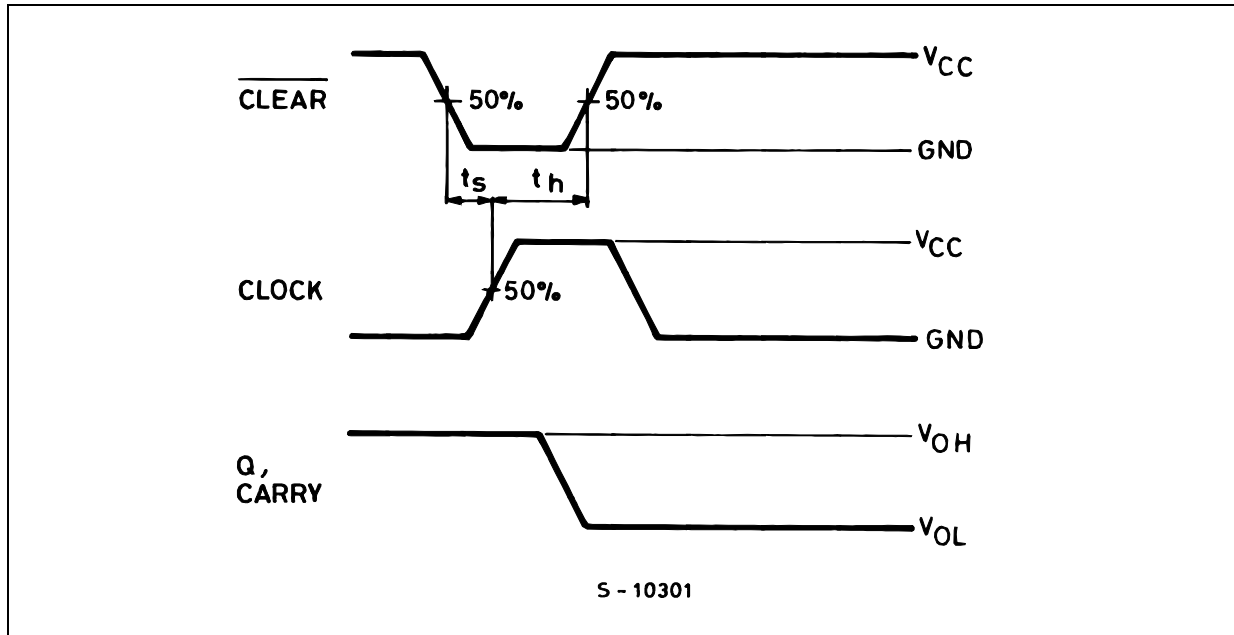 VCC
CLEAR
50% 50%
GND
ts th
VCC
CLOCK
50%
GND
VOH
Q,
CARRY
VOL
S - 10301